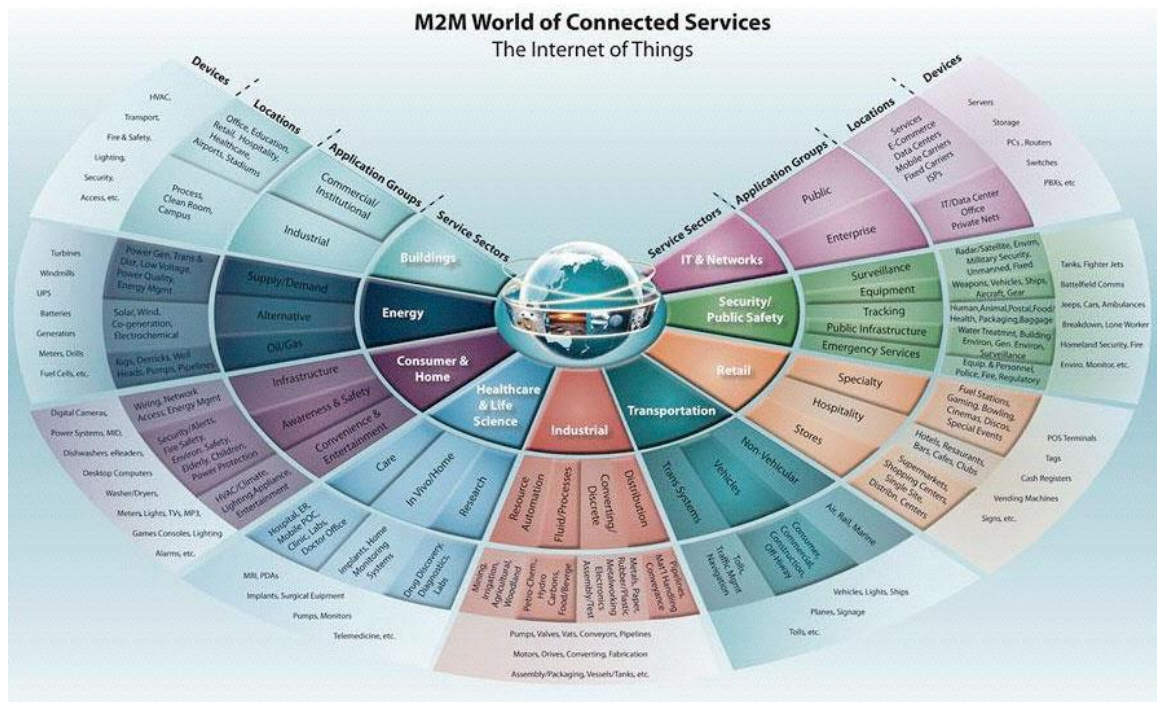 M2M World of Connected Services
The Internet of Things
Devices
Locations
Application Groups
Service Sectors
HVAC,
Transport,
Fire & Safety,
Lighting,
Security,
Access, etc.
Office, Education,
Retail, Hospitality,
Healthcare,
Airports, Stadiums
Process,
Clean Room,
Campus
Commercial/
Institutional
Industrial
Buildings
Turbines
Windmills
UPS
Batteries
Generators
Meters, Drills
Fuel Cells, etc.
Power Gen, Trans &
Dist, Low Voltage,
Power Quality,
Energy Mgmt
Solar, Wind,
Co-generation,
Electrochemical
Rigs, Derricks, Well
Heads, Pumps, Pipelines
Supply/Demand
Alternative
Oil/Gas
Energy
Digital Cameras,
Power Systems, MID,
Dishwashers, eReaders,
Desktop Computers
Washer/Dryers,
Meters, Lights, TVs, MP3,
Games Consoles, Lighting
Alarms, etc.
Wiring, Network
Access, Energy Mgmt
Security/Alerts,
Fire Safety,
Environ. Safety,
Elderly, Children,
Power Protection
HVAC/Climate,
Lighting,Appliance,
Entertainment
Infrastructure
Awareness & Safety
Convenience &
Entertainment
Consumer &
Home
MRI, PDAs
Implants, Surgical Euipment
Pumps, Monitors
Telemedicine, etc.
Hospital, ER,
Mobile POC,
Clinic, Labs,
Doctor Office
Implants, Home
Monitoring
Systems
Drug Discovery,
Diagnostics,
Labs
Care
In Vivo/Home
Research
Healthcare
& Life
Science
Industrial
Resource
Automation
Fluid/Processes
Converting/
Discrete
Distribution
Mining,
Irrigation,
Agricultural,
Woodland
Petro-Chem,
Hydro
Carbons,
Food/Bevrge
Metals, Paper,
Rubber/Plastic
Metalworking
Electronics
Assembly/Test
Pipelines,
Mat'l Handling
Conveyance
Pumps, Valves, Vats, Conveyors, Pipelines
Motors, Drives, Converting, Fabrication
Assembly/Packaging, Vessels/Tanks, etc.
Transportation
Trans Systems
Vehicles
Non-Vehicular
Tolls,
Traffic Mgmt
Navigation
Consumer,
Commercial,
Construction,
Off-Hiway
Air, Rail, Marine
Vehicles, Lights, Ships
Planes, Signage
Tolls, etc.
Retail
Specialty
Hospitality
Stores
Fuel Stations,
Gaming, Bowling,
Cinemas, Discos,
Special Events
Hotels, Restaurants,
Bars, Cafes, Clubs
Supermarkets,
Shopping Centers,
Single Site,
Distribn. Centers
POS Terminals
Tags
Cash Registers
Vending Machines
Signs, etc.
Security/
Public Safety
Surveillance
Equipment
Tracking
Public Infrastructure
Emergency Services
Radar/Satellite, Envirn,
Military Security,
Unmanned, Fixed
Weapons, Vehicles, Ships,
Aircraft, Gear
Human,Animal,Postal,Food/
Health, Packaging,Baggage
Water Treatmnt, Building
Environ, Gen. Environ,
Surveillance
Equip. & Personnel,
Police, Fire, Regulatory
Tanks, Fighter Jets
Battelfield Comms
Jeeps, Cars, Ambulances
Breakdown, Lone Worker
Homeland Security, Fire
Enviro. Monitor, etc.
IT & Networks
Public
Enterprise
Services
E-Commerce
Data Centers
Mobile Carriers
Fixed Carriers
ISPs
IT/Data Center
Office
Private Nets
Servers
Storage
PCs , Routers
Switches
PBXs, etc
Service Sectors
Application Groups
Locations
Devices